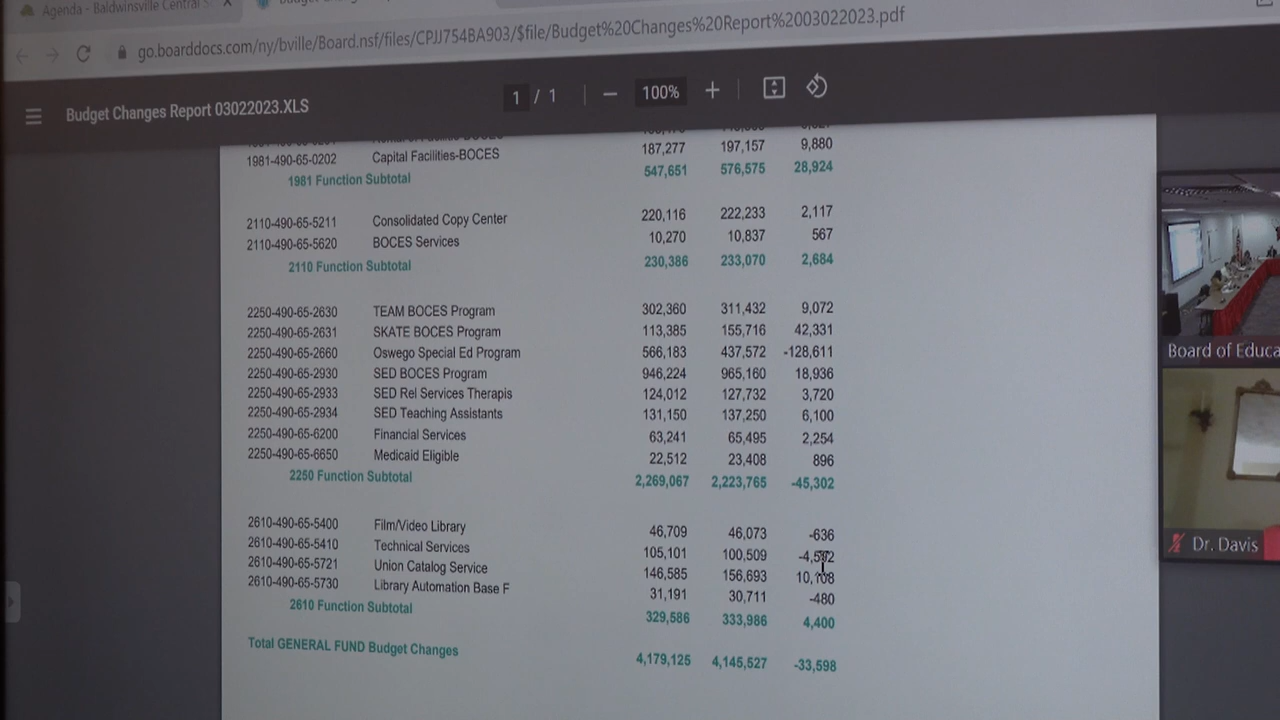 Agenda - Baldwinsville Central S
go.boarddocs.com/ny/bville/Board.nsf/files/CPJJ754BA903/$file/Budget%20Changes%20Report%2003022023.pdf
Budget Changes Report 03022023.XLS
1 / 1
100%
1981-490-65-0202 Capital Facilities-BOCES 187,277 197,157 9,880
1981 Function Subtotal 547,651 576,575 28,924
2110-490-65-5211 Consolidated Copy Center 220,116 222,233 2,117
2110-490-65-5620 BOCES Services 10,270 10,837 567
2110 Function Subtotal 230,386 233,070 2,684
2250-490-65-2630 TEAM BOCES Program 302,360 311,432 9,072
2250-490-65-2631 SKATE BOCES Program 113,385 155,716 42,331
2250-490-65-2660 Oswego Special Ed Program 566,183 437,572 -128,611
2250-490-65-2930 SED BOCES Program 946,224 965,160 18,936
2250-490-65-2933 SED Rel Services Therapis 124,012 127,732 3,720
2250-490-65-2934 SED Teaching Assistants 131,150 137,250 6,100
2250-490-65-6200 Financial Services 63,241 65,495 2,254
2250-490-65-6650 Medicaid Eligible 22,512 23,408 896
2250 Function Subtotal 2,269,067 2,223,765 -45,302
2610-490-65-5400 Film/Video Library 46,709 46,073 -636
2610-490-65-5410 Technical Services 105,101 100,509 -4,592
2610-490-65-5721 Union Catalog Service 146,585 156,693 10,108
2610-490-65-5730 Library Automation Base F 31,191 30,711 -480
2610 Function Subtotal 329,586 333,986 4,400
Total GENERAL FUND Budget Changes 4,179,125 4,145,527 -33,598
Board of Educa
Dr. Davis